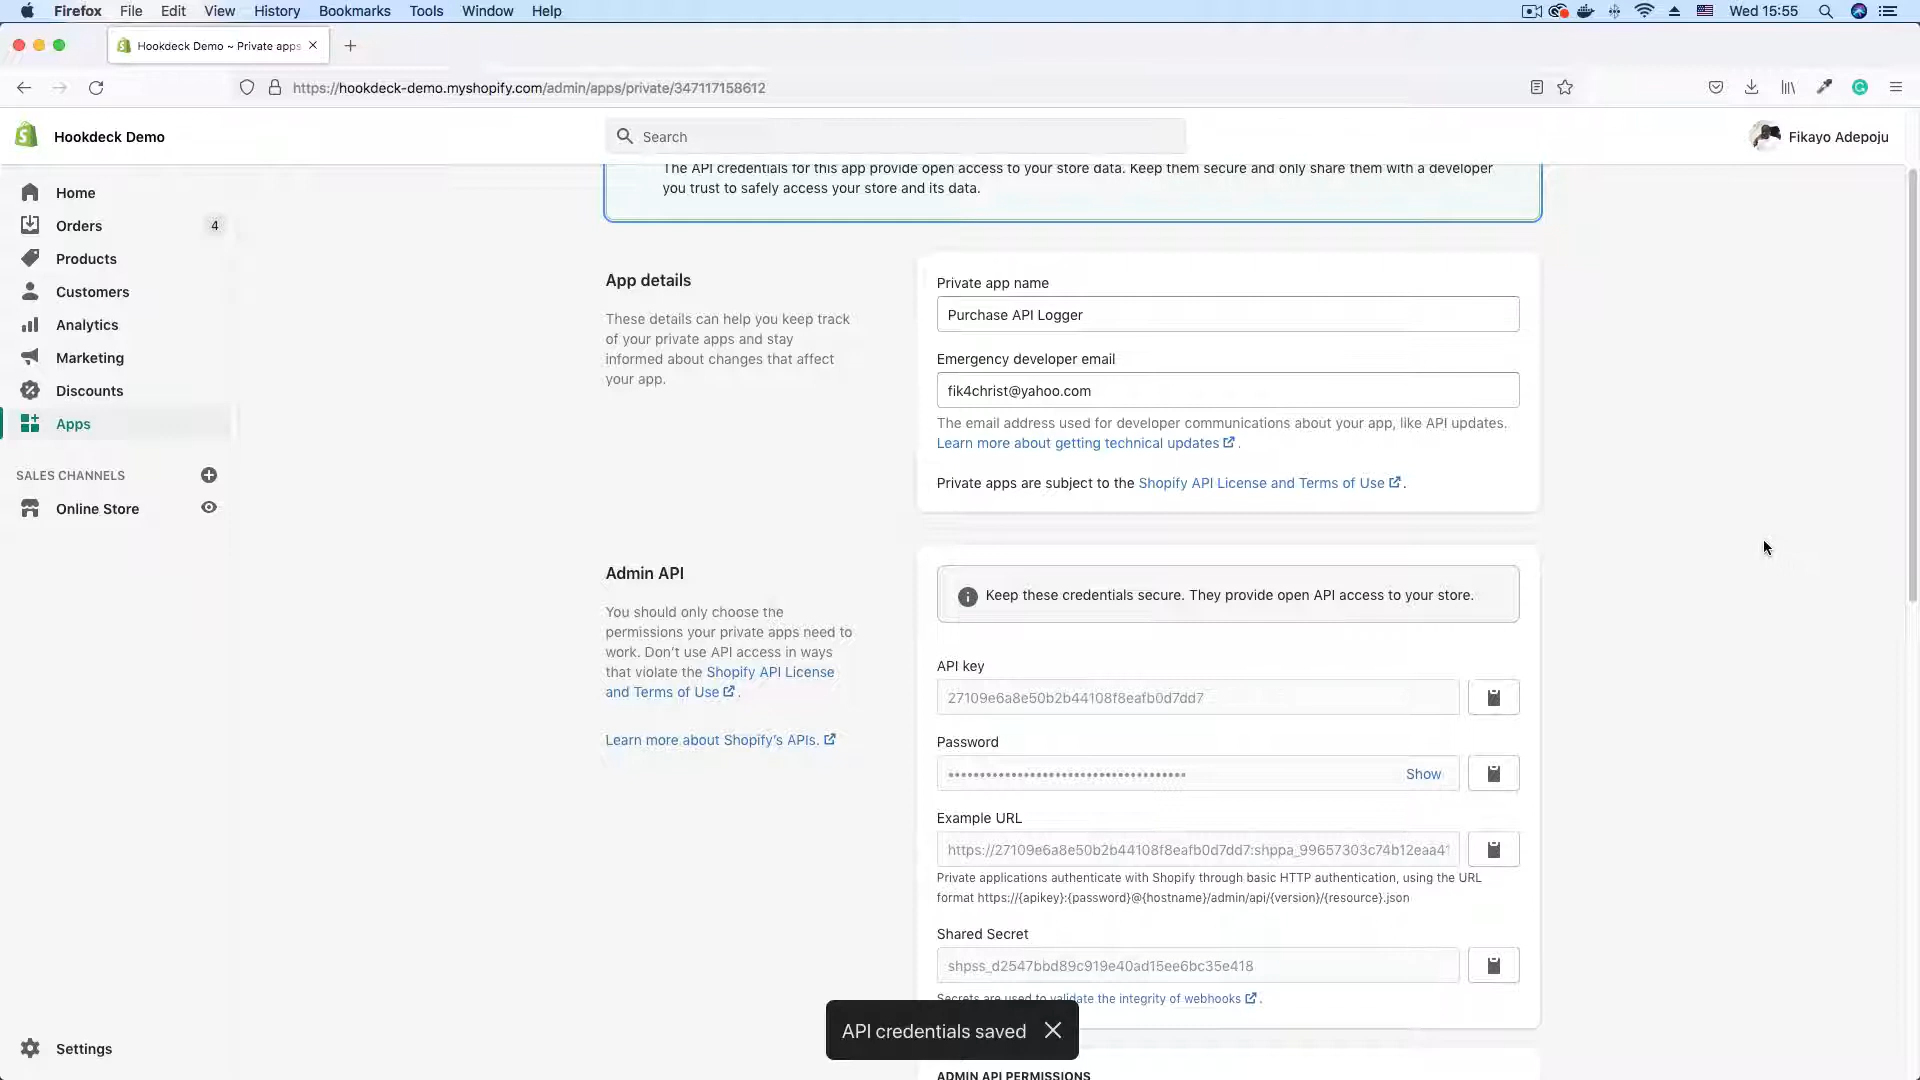 Firefox File Edit View History Bookmarks Tools Window Help Wed 15:55
Hookdeck Demo ~ Private apps
https://hookdeck-demo.myshopify.com/admin/apps/private/347117158612
Hookdeck Demo
Search
Fikayo Adepoju
Home
Orders 4
Products
Customers
Analytics
Marketing
Discounts
Apps
SALES CHANNELS
Online Store
Settings
The API credentials for this app provide open access to your store data. Keep them secure and only share them with a developer
you trust to safely access your store and its data.
App details
These details can help you keep track
of your private apps and stay
informed about changes that affect
your app.
Private app name
Purchase API Logger
Emergency developer email
fik4christ@yahoo.com
The email address used for developer communications about your app, like API updates.
Learn more about getting technical updates .
Private apps are subject to the Shopify API License and Terms of Use .
Admin API
You should only choose the
permissions your private apps need to
work. Don't use API access in ways
that violate the Shopify API License
and Terms of Use .
Learn more about Shopify's APIs.
Keep these credentials secure. They provide open API access to your store.
API key
27109e6a8e50b2b44108f8eafb0d7dd7
Password
••••••••••••••••••••••••••••••••••••••
Show
Example URL
https://27109e6a8e50b2b44108f8eafb0d7dd7:shppa_99657303c74b12eaa41
Private applications authenticate with Shopify through basic HTTP authentication, using the URL
format https://{apikey}:{password}@{hostname}/admin/api/{version}/{resource}.json
Shared Secret
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
Secrets are used to validate the integrity of webhooks .
API credentials saved
ADMIN API PERMISSIONS